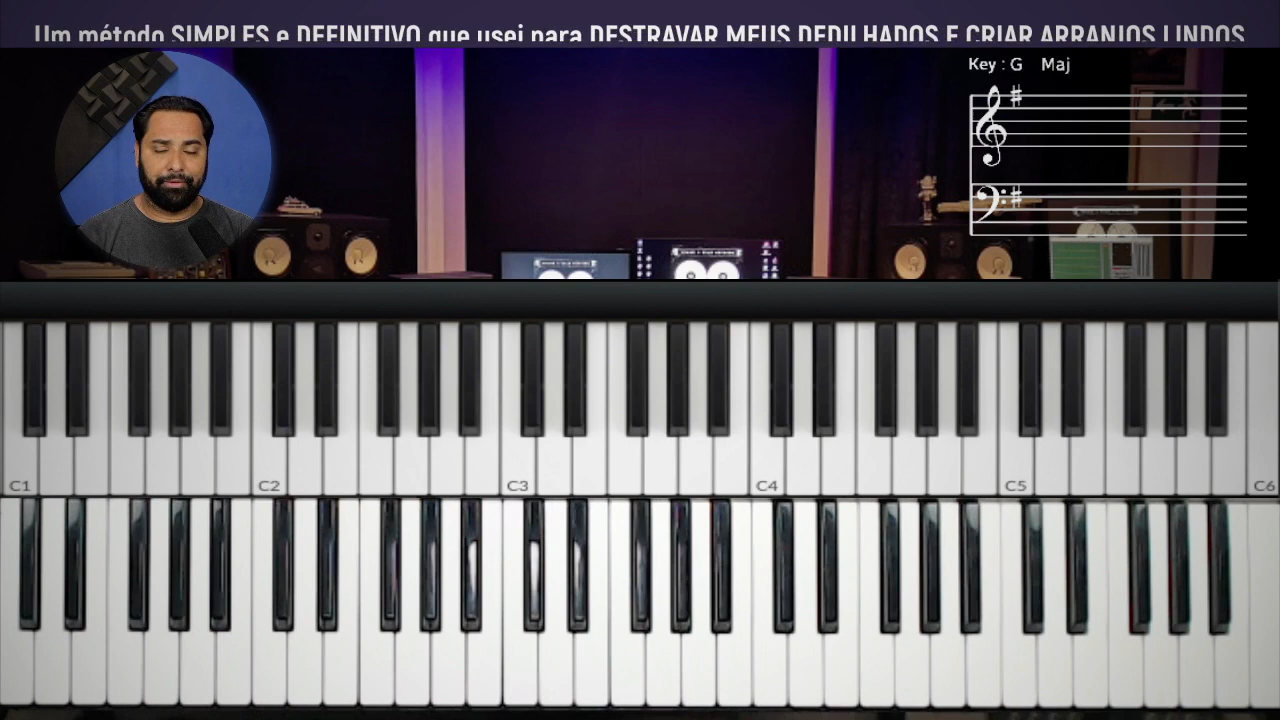 Um método SIMPLES e DEFINITIVO que usei para DESTRAVAR MEUS DEDILHADOS E CRIAR ARRANJOS LINDOS
Key : G Maj
C1 C2 C3 C4 C5 C6